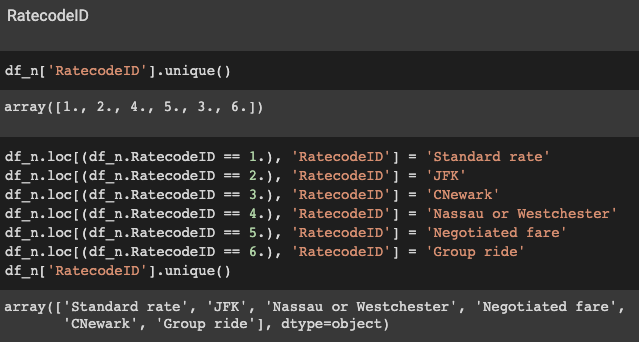 RatecodeID
df_n['RatecodeID'].unique()
array([1., 2., 4., 5., 3., 6.])
df_n.loc[(df_n.RatecodeID == 1.), 'RatecodeID'] = 'Standard rate'
df_n.loc[(df_n.RatecodeID == 2.), 'RatecodeID'] = 'JFK'
df_n.loc[(df_n.RatecodeID == 3.), 'RatecodeID'] = 'CNewark'
df_n.loc[(df_n.RatecodeID == 4.), 'RatecodeID'] = 'Nassau or Westchester'
df_n.loc[(df_n.RatecodeID == 5.), 'RatecodeID'] = 'Negotiated fare'
df_n.loc[(df_n.RatecodeID == 6.), 'RatecodeID'] = 'Group ride'
df_n['RatecodeID'].unique()
array(['Standard rate', 'JFK', 'Nassau or Westchester', 'Negotiated fare',
'CNewark', 'Group ride'], dtype=object)